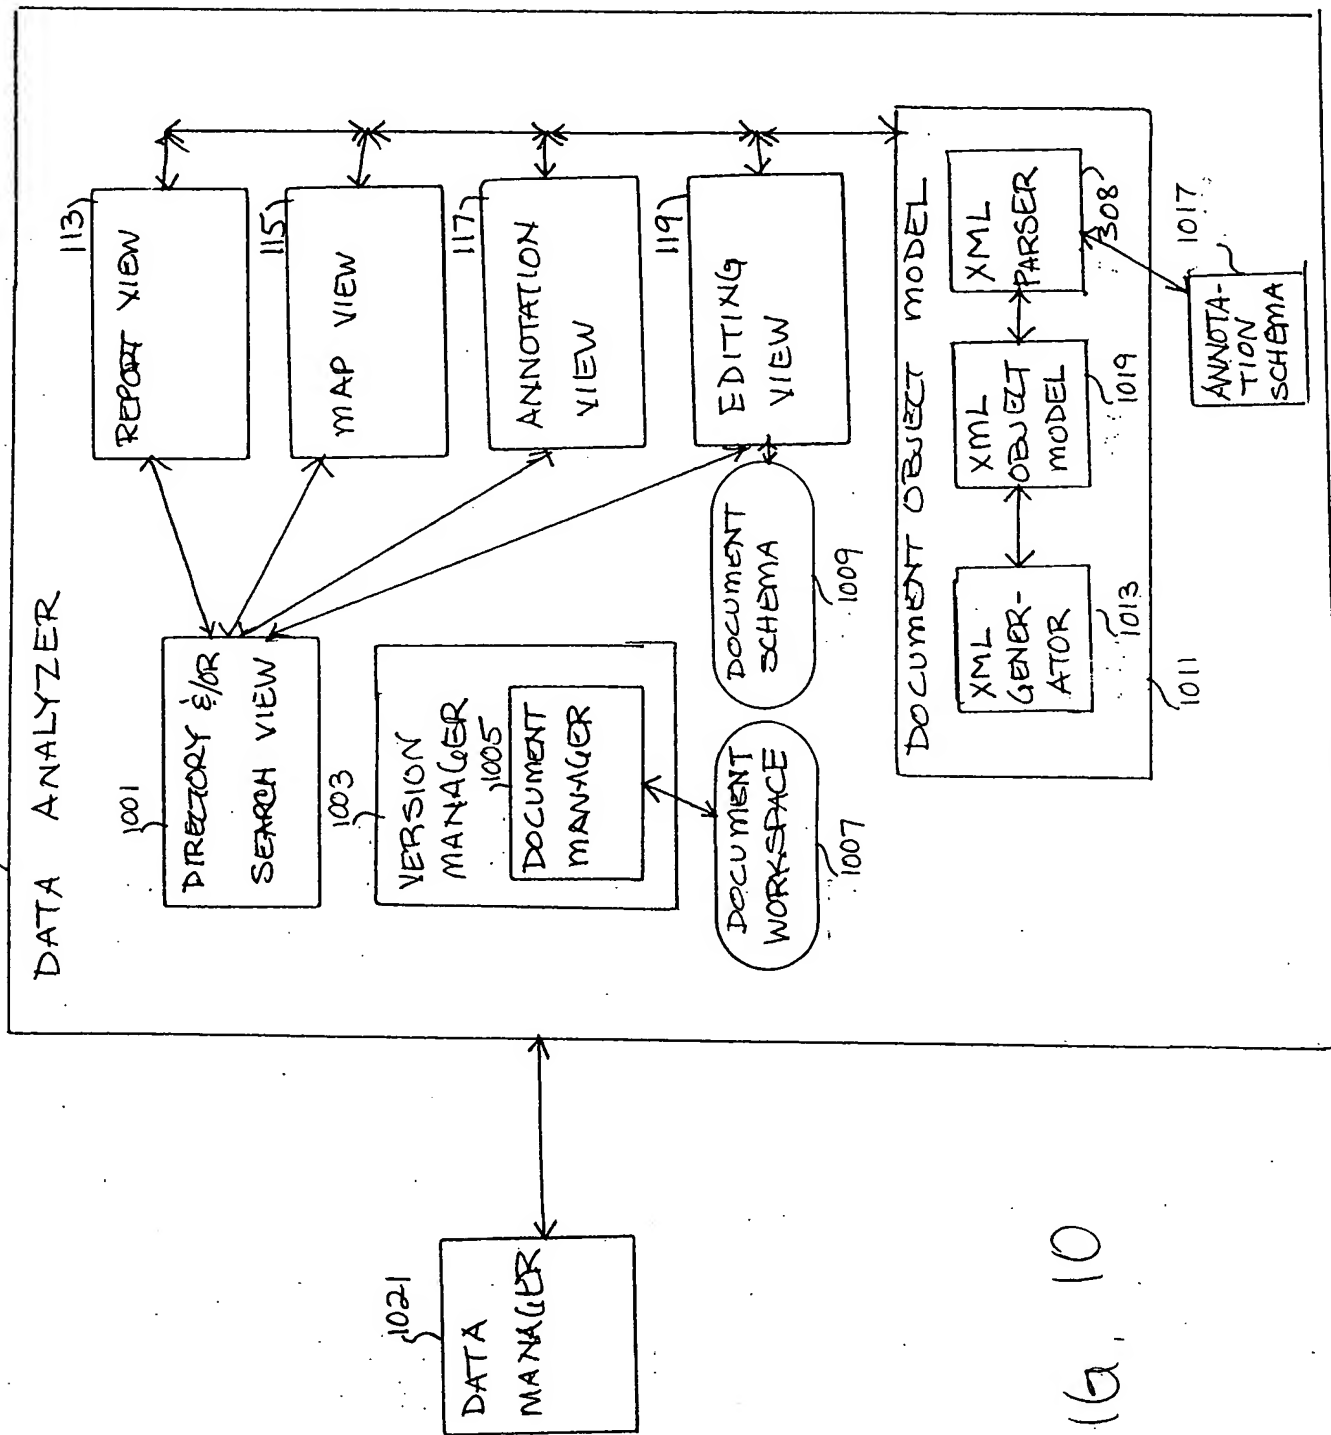 DATA ANALYZER
1001
DIRECTORY &/OR
SEARCH VIEW
113
REPORT VIEW
115
MAP VIEW
117
ANNOTATION
VIEW
119
EDITING
VIEW
1003
VERSION
MANAGER
1005
DOCUMENT
MANAGER
DOCUMENT
WORKSPACE
1007
DOCUMENT
SCHEMA
1009
DOCUMENT OBJECT MODEL
XML
GENER-
ATOR
1013
XML
OBJECT
MODEL
1019
XML
PARSER
308
1011
1017
ANNOTA-
TION
SCHEMA
1021
DATA
MANAGER
10